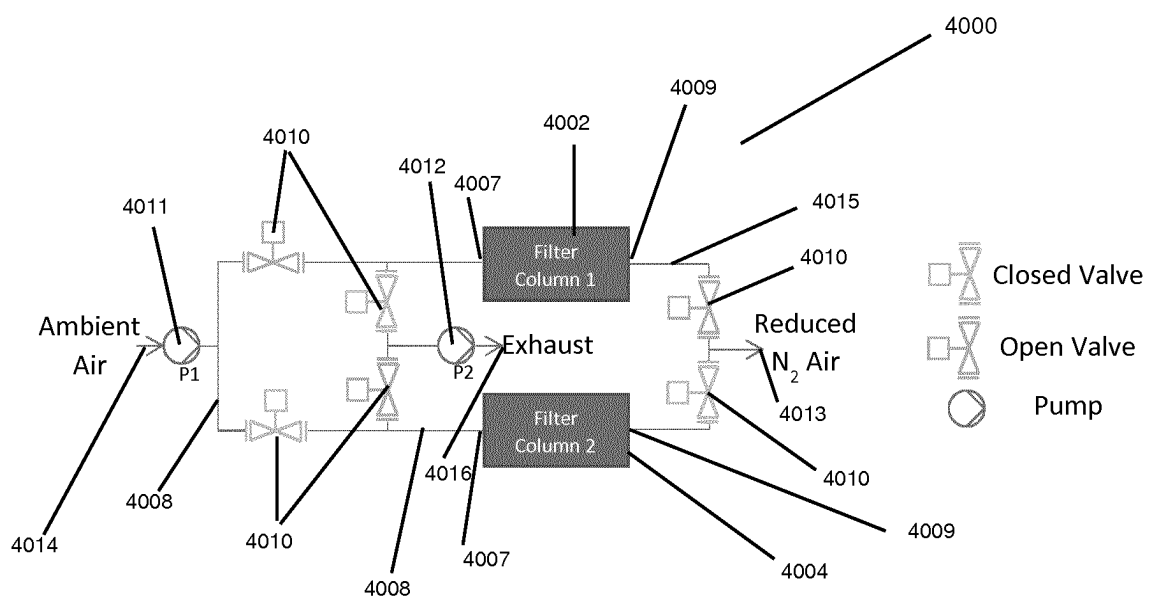 4000
4009
4002
4010
4012
4007
4011
4015
4010
Filter
Column 1
Closed Valve
Ambient
Air
P1
P2
Exhaust
Reduced
N2 Air
Open Valve
4013
Pump
Filter
Column 2
4016
4010
4008
4014
4010
4007
4009
4008
4004